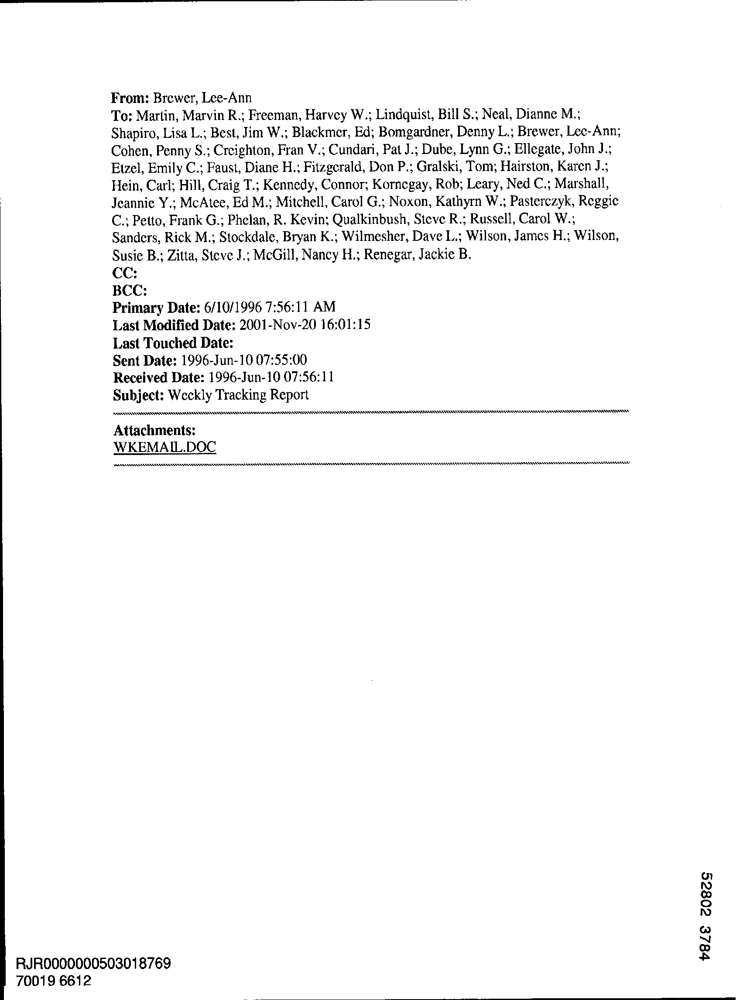 From: Brewer, Lee-Ann
To: Martin, Marvin R.; Freeman, Harvey W.; Lindquist, Bill S.; Neal, Dianne M.;
Shapiro, Lisa L.; Best, Jim W.; Blackmer, Ed; Bomgardner, Denny L.; Brewer, Lee-Ann;
Cohen, Penny S.; Creighton, Fran V.; Cundari, Pat J.; Dube, Lynn G.; Ellegate, John J.;
Etzel, Emily C.; Faust, Diane H.; Fitzgerald, Don P.; Gralski, Tom; Hairston, Karen J.;
Hein, Carl; Hill, Craig T.; Kennedy, Connor; Kornegay, Rob; Leary, Ned C.; Marshall,
Jeannie Y.; McAtee, Ed M.; Mitchell, Carol G.; Noxon, Kathyrn W.; Pasterczyk, Reggie
C.; Petto, Frank G.; Phelan, R. Kevin; Qualkinbush, Steve R.; Russell, Carol W.;
Sanders, Rick M.; Stockdale, Bryan K.; Wilmesher, Dave L.; Wilson, James H.; Wilson,
Susie B.; Zitta, Steve J.; McGill, Nancy H.; Renegar, Jackie B.
CC:
BCC:
Primary Date: 6/10/1996 7:56:11 AM
Last Modified Date: 2001-Nov-20 16:01:15
Last Touched Date:
Sent Date: 1996-Jun-10 07:55:00
Received Date: 1996-Jun-10 07:56:11
Subject: Weekly Tracking Report
Attachments:
WKEMAIL.DOC
52802 3784
RJR0000000503018769
70019 6612